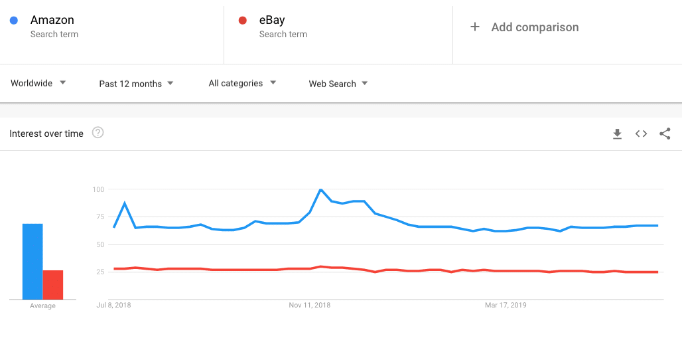 Amazon
Search term
eBay
Search term
+ Add comparison
Worldwide
Past 12 months
All categories
Web Search
Interest over time ?
100
75
50
25
Average
Jul 8, 2018
Nov 11, 2018
Mar 17, 2019